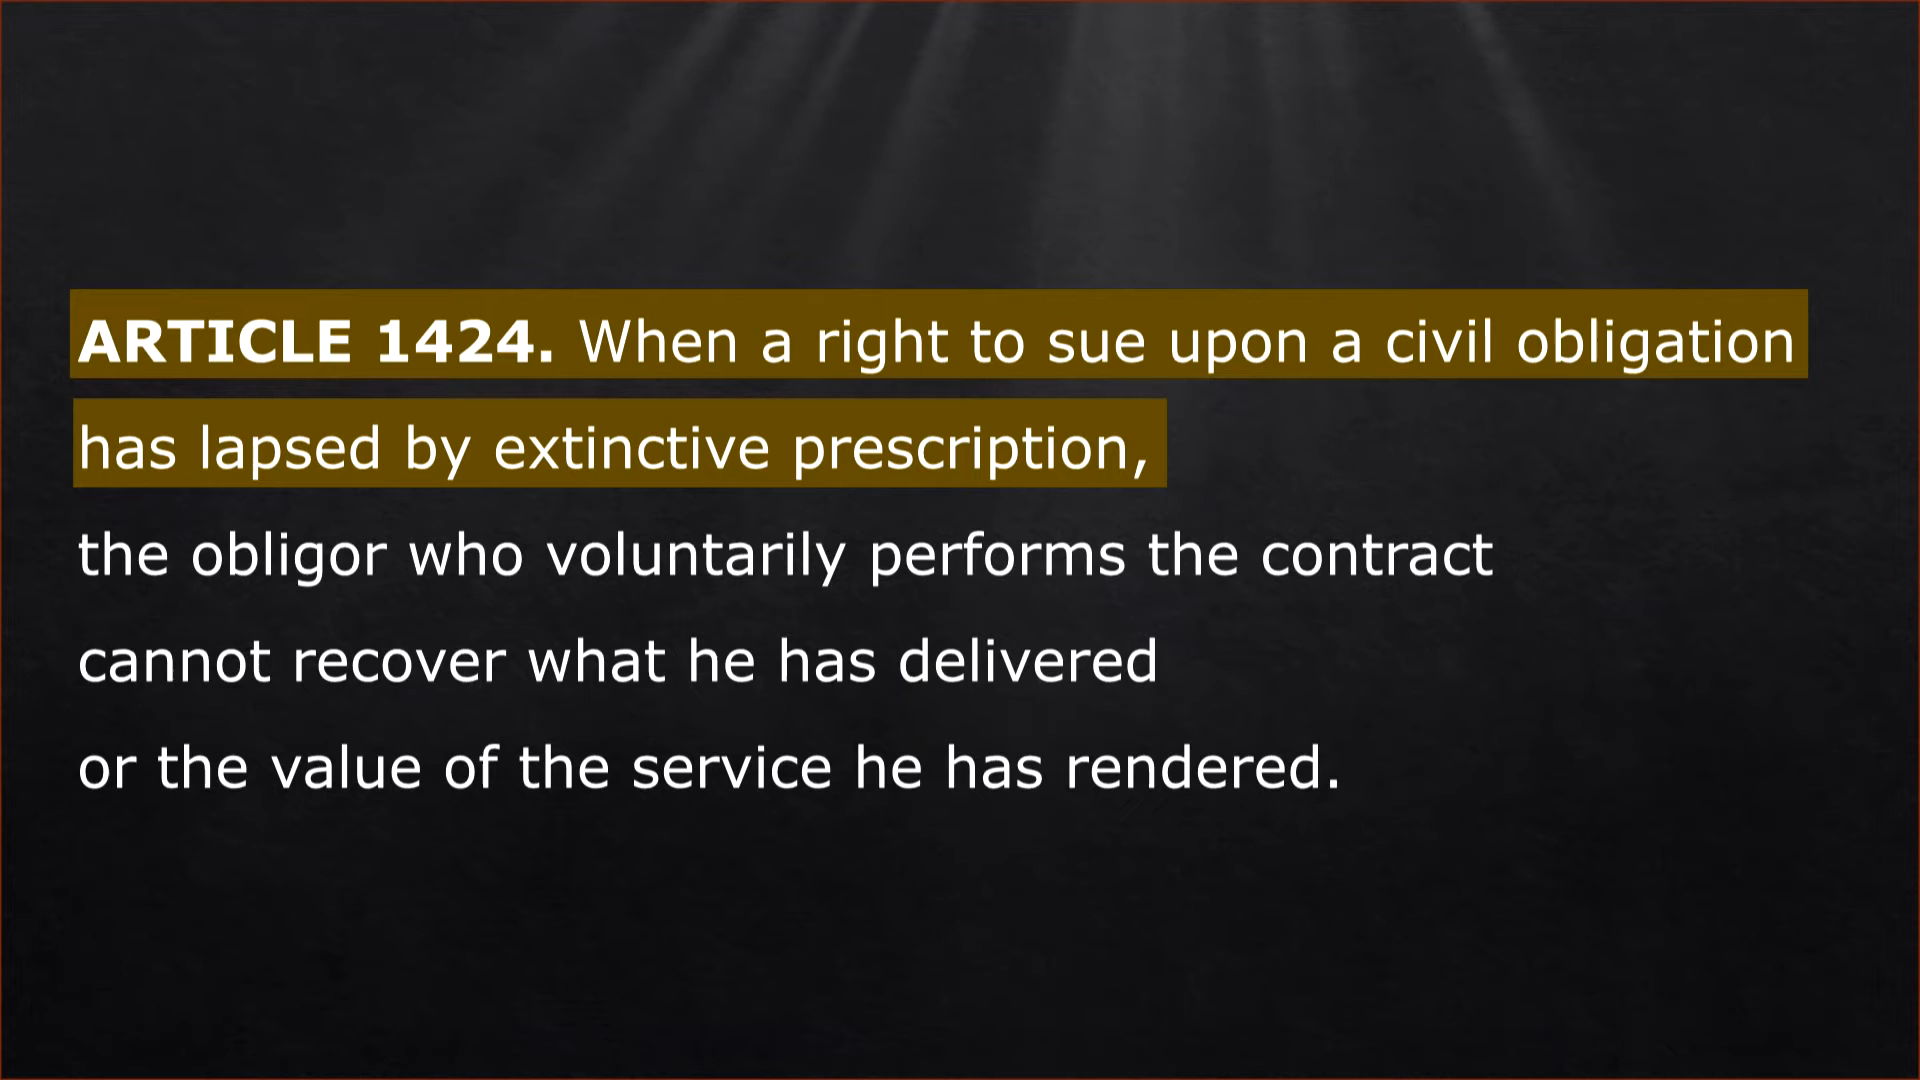 ARTICLE 1424. When a right to sue upon a civil obligation
has lapsed by extinctive prescription,
the obligor who voluntarily performs the contract
cannot recover what he has delivered
or the value of the service he has rendered.